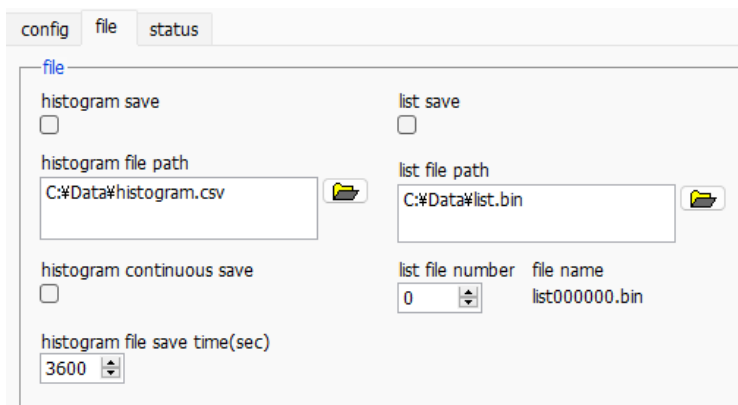 config file status
file
histogram save
list save
histogram file path
C:¥Data¥histogram.csv
list file path
C:¥Data¥list.bin
histogram continuous save
list file number file name
0 list000000.bin
histogram file save time(sec)
3600